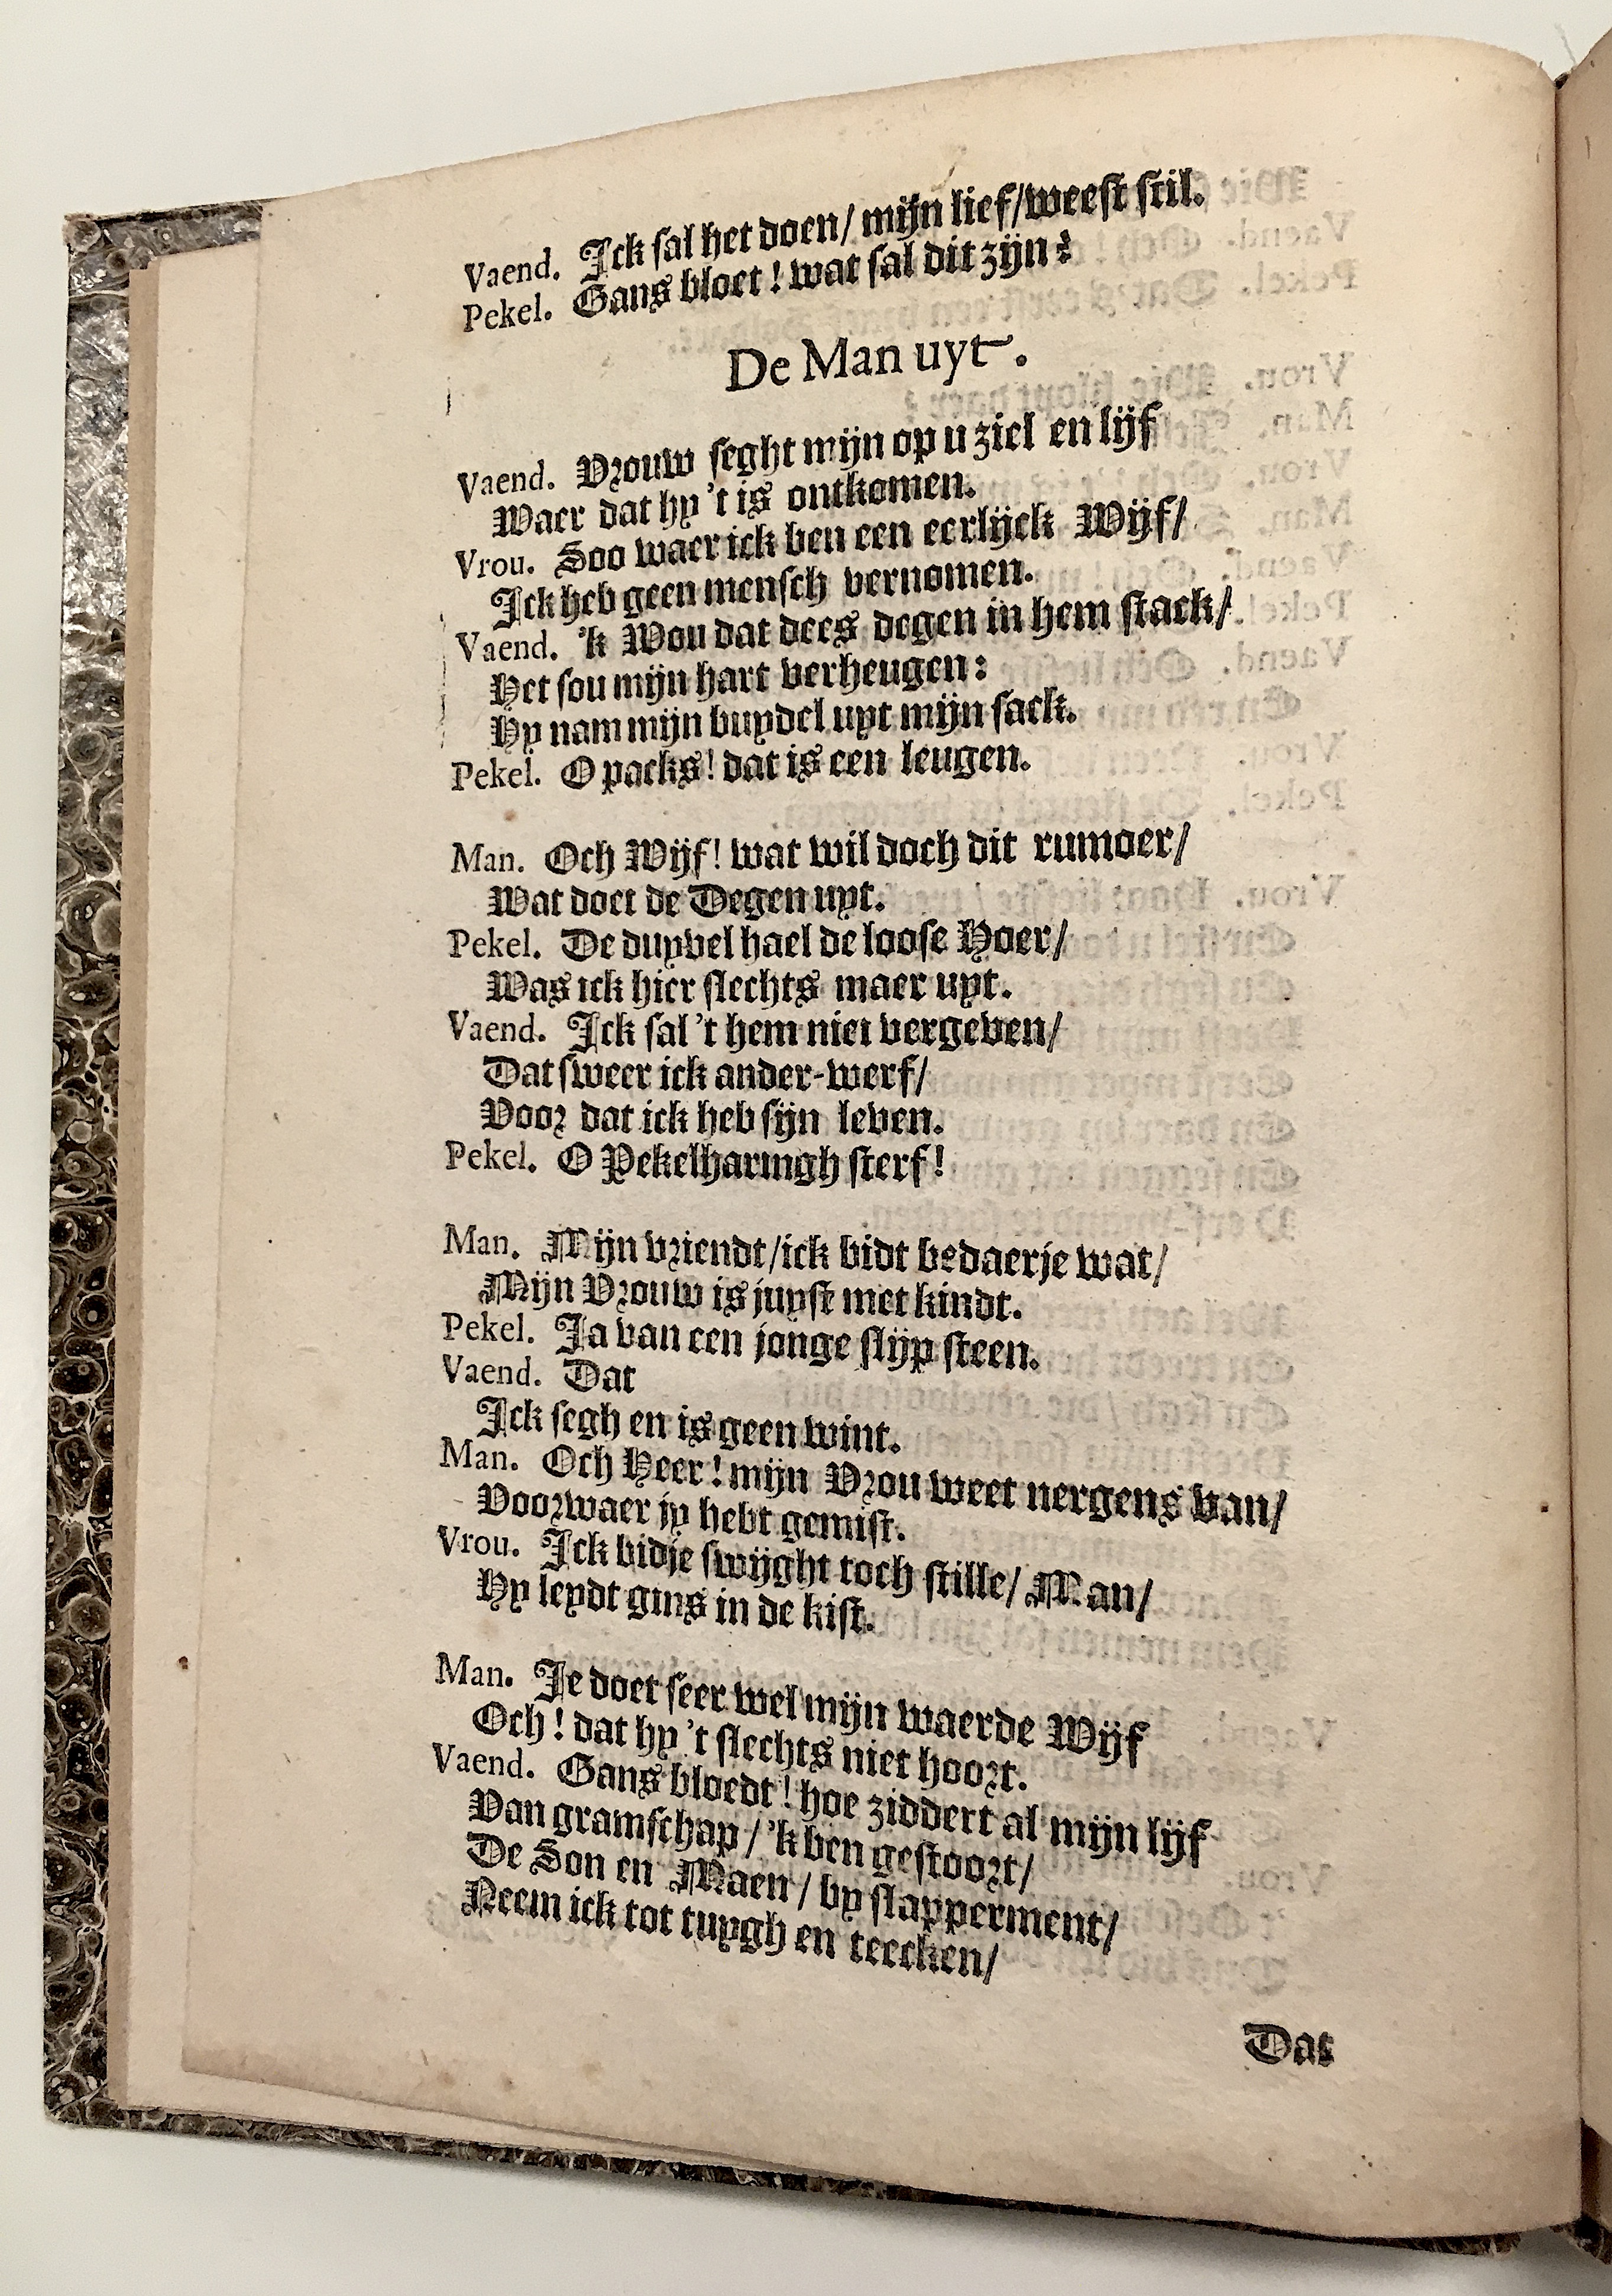 Vaend. Ick sal het doen/ mijn lief/weest stil.
Pekel. Gans bloet! wat sal dit zijn?
De Man uyt.
Vaend. Vrouw seght mijn op u ziel en lijf
Waer dat hy 't is ontkomen.
Vrou. Soo waer ick ben een eerlijck Wijf/
Ick heb geen mensch vernomen.
Vaend. 'k Wou dat dees degen in hem stack/
Het sou mijn hart verheugen:
Hy nam mijn buydel uyt mijn sack.
Pekel. O packs! dat is een leugen.
Man. Och Wijf! wat wil doch dit rumoer/
Wat doet de Degen uyt.
Pekel. De duyvel hael de loose Hoer/
Was ick hier slechts maer uyt.
Vaend. Ick sal 't hem niet vergeven/
Dat sweer ick ander-werf/
Voor dat ick heb sijn leven.
Pekel. O Pekelharingh sterf!
Man. Mijn vriendt/ick bidt bedaerje wat/
Mijn Vrouw is juyst met kindt.
Pekel. Ja van een jonge slijp steen.
Vaend. Dat
Ick segh en is geen wint.
Man. Och Heer! mijn Vrou weet nergens van/
Voorwaer jy hebt gemist.
Vrou. Ick bidje swijght toch stille/ Man/
Hy leydt gins in de kist.
Man. Je doet seer wel mijn waerde Wijf
Och! dat hy 't slechts niet hoort.
Vaend. Gans bloedt! hoe ziddert al mijn lijf
Van gramschap/ 'k ben gestoort/
De Son en Maen/ by slapperment/
Neem ick tot tuygh en teecken/
Dat